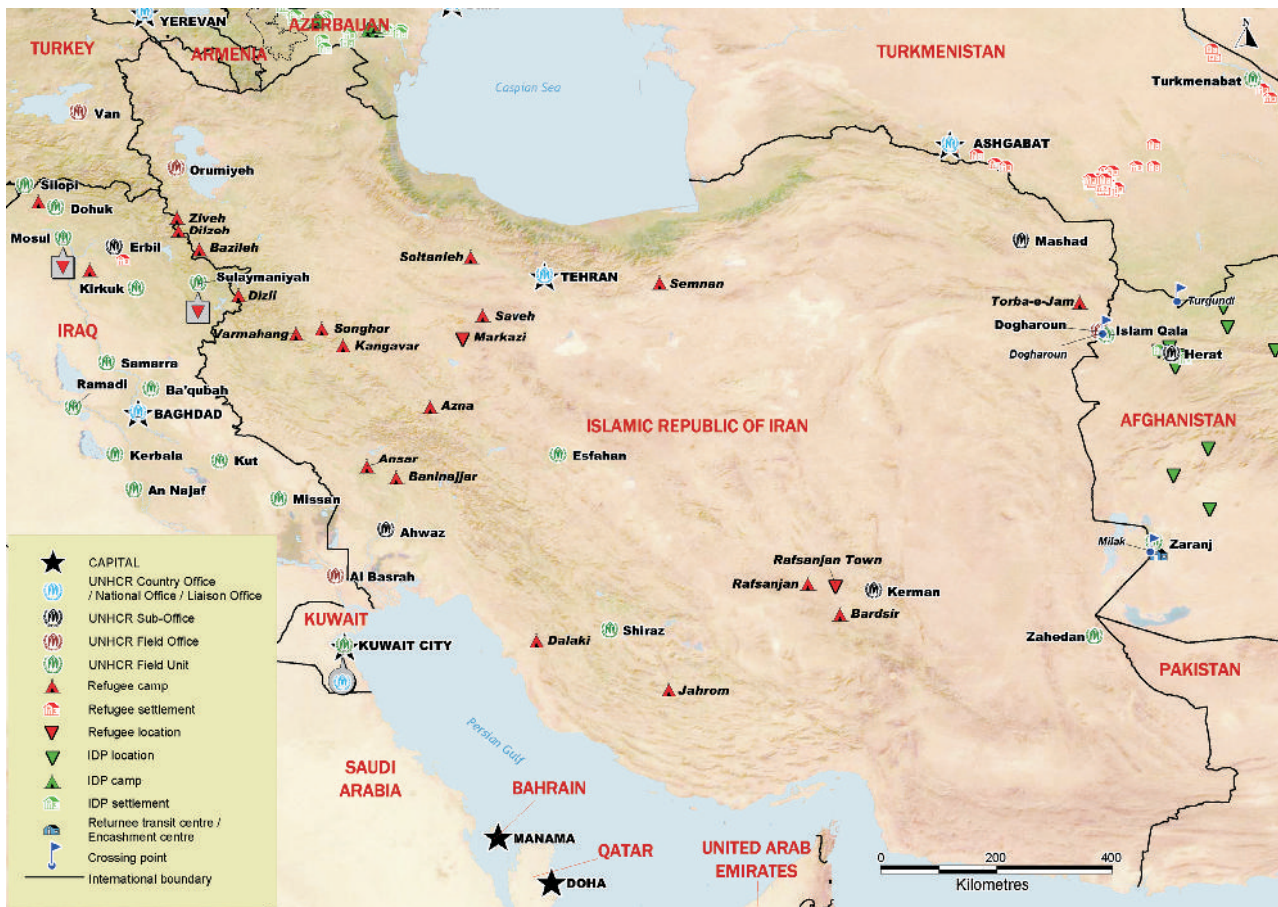 YEREVAN
AZERBAIJAN
TURKEY
ARMENIA
TURKMENISTAN
Caspian Sea
Turkmenabat
Van
ASHGABAT
Orumiyeh
Silopi
Dohuk
Ziveh
Dilzeh
Mosul
Erbil
Bazileh
Mashad
Soltanieh
TEHRAN
Sulaymaniyah
Semnan
Kirkuk
Dizli
Torba-e-Jam
Turgundi
Saveh
IRAQ
Varmahang
Songhor
Markazi
Dogharoun
Islam Qala
Kangavar
Dogharoun
Herat
Samarra
Ramadi
Ba'qubah
BAGHDAD
Azna
ISLAMIC REPUBLIC OF IRAN
AFGHANISTAN
Kerbala
Kut
Ansar
Esfahan
Baninajjar
An Najaf
Missan
Ahwaz
Milak
Zaranj
CAPITAL
UNHCR Country Office
/ National Office / Liaison Office
UNHCR Sub-Office
UNHCR Field Office
UNHCR Field Unit
Refugee camp
Refugee settlement
Refugee location
IDP location
IDP camp
IDP settlement
Returnee transit centre /
Encashment centre
Crossing point
International boundary
Al Basrah
Rafsanjan Town
Rafsanjan
Kerman
Bardsir
KUWAIT
KUWAIT CITY
Dalaki
Shiraz
Zahedan
PAKISTAN
Jahrom
Persian Gulf
SAUDI
ARABIA
BAHRAIN
MANAMA
QATAR
DOHA
UNITED ARAB
EMIRATES
0 200 400
Kilometres